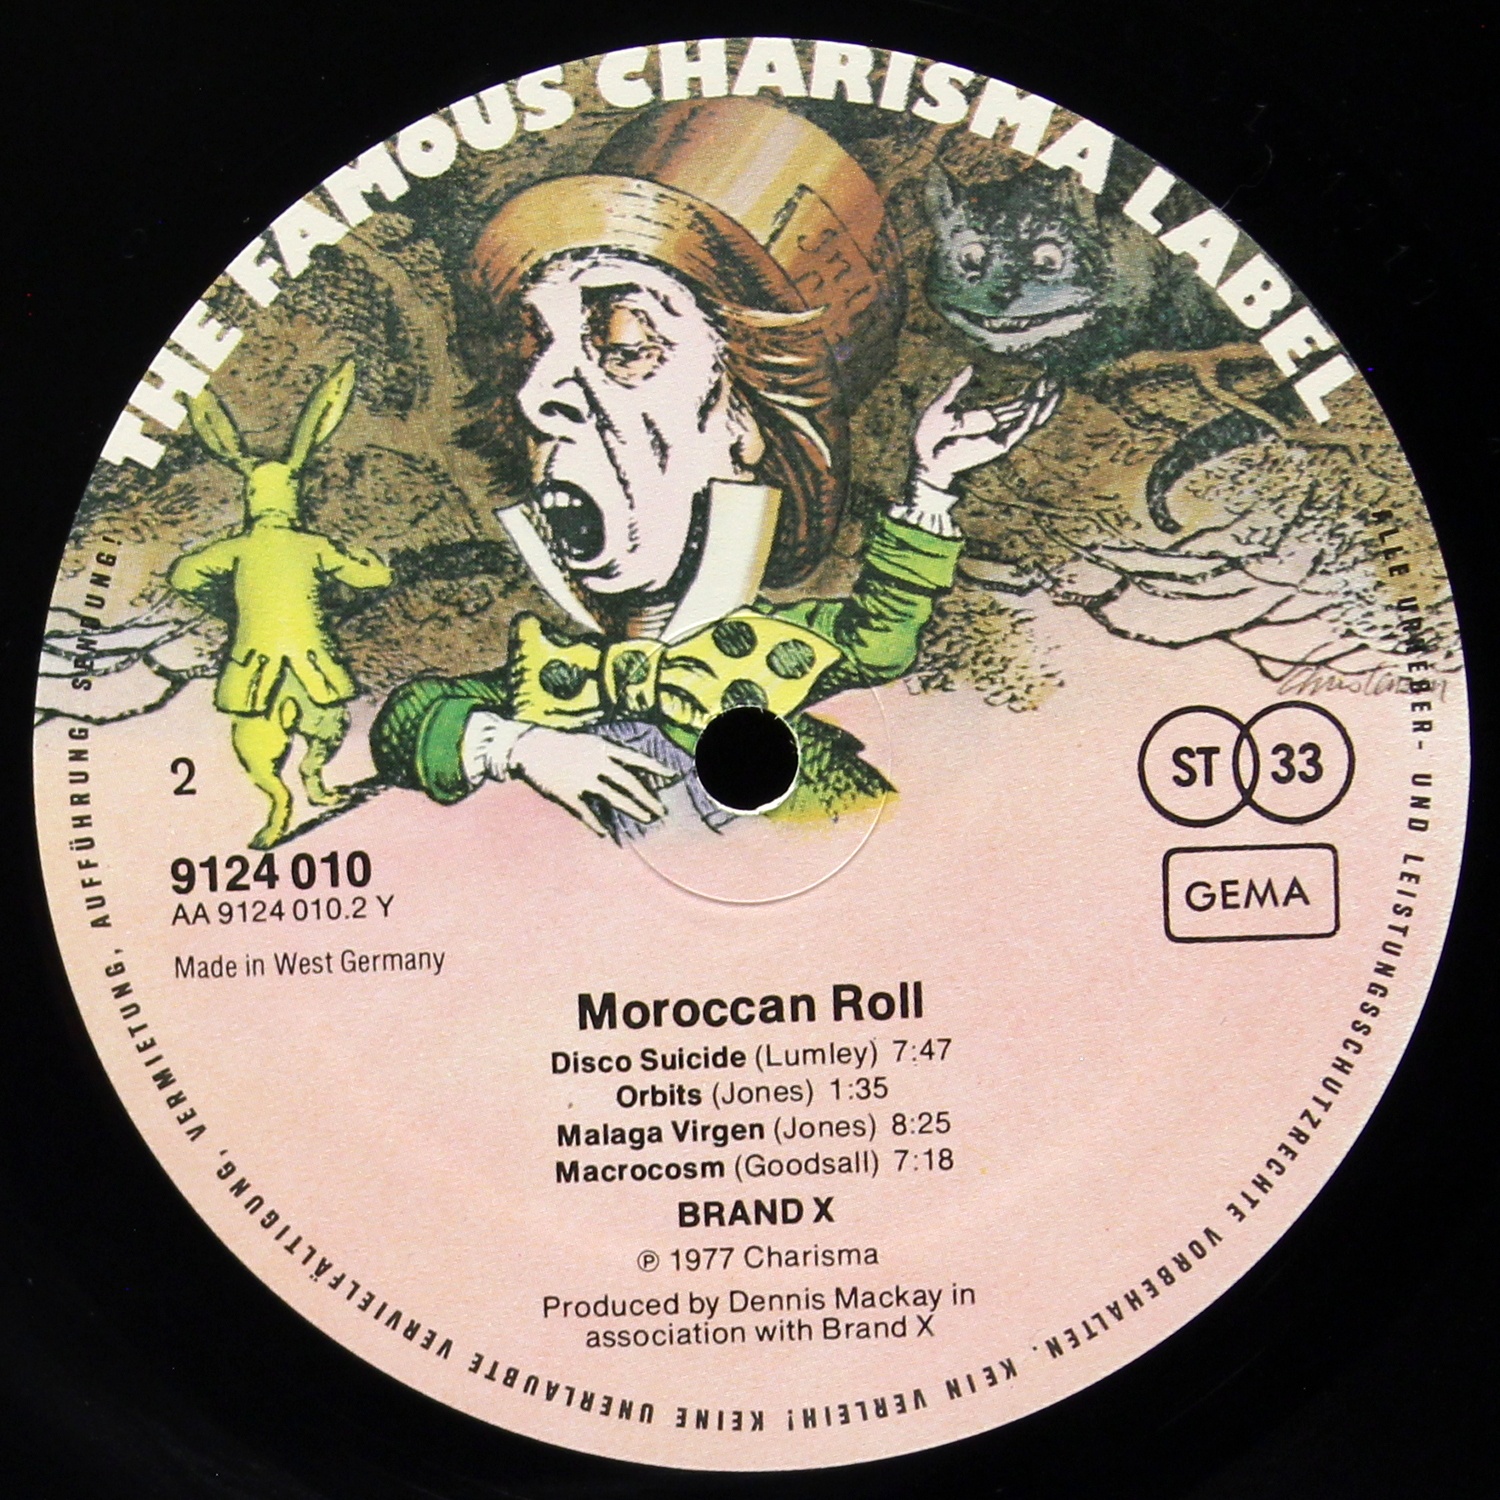 THE FAMOUS CHARISMA LABEL
2
ST 33
9124 010
AA 9124 010.2 Y
GEMA
Made in West Germany
Moroccan Roll
Disco Suicide (Lumley) 7:47
Orbits (Jones) 1:35
Malaga Virgen (Jones) 8:25
Macrocosm (Goodsall) 7:18
BRAND X
℗ 1977 Charisma
Produced by Dennis Mackay in
association with Brand X
ALLE URHEBER- UND LEISTUNGSSCHUTZRECHTE VORBEHALTEN. KEIN VERLEIH! KEINE UNERLAUBTE VERVIELFÄLTIGUNG, VERMIETUNG, AUFFÜHRUNG, SENDUNG!